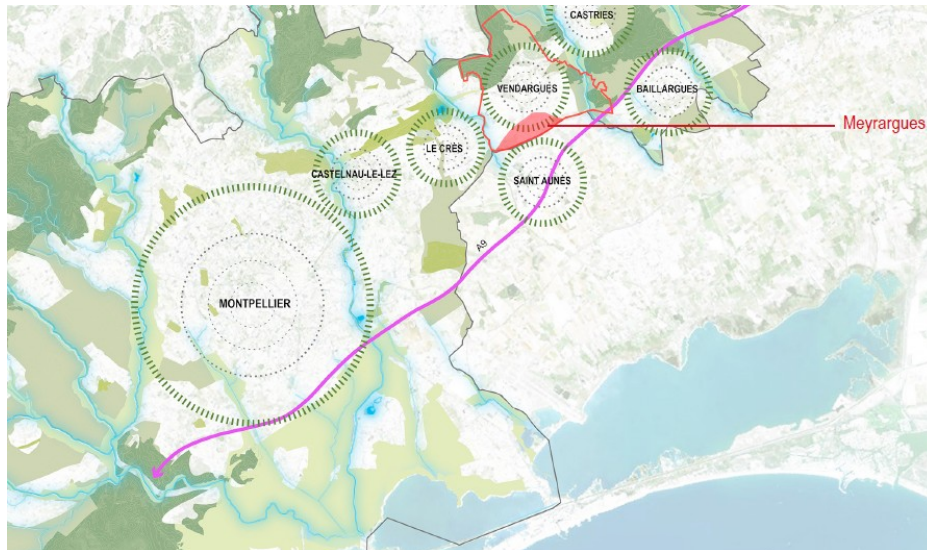 CASTRIES
VENDARGUES
BAILLARGUES
Meyrargues
LE CRÈS
CASTELNAU-LE-LEZ
SAINT AUNÈS
A9
MONTPELLIER